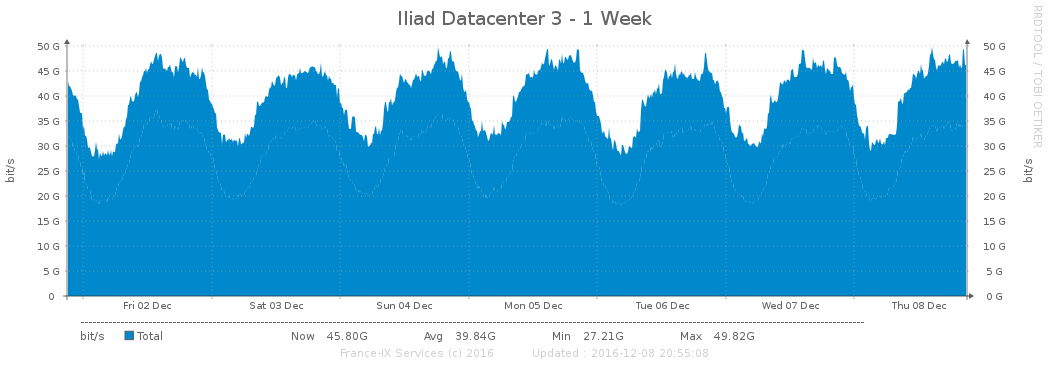 Iliad Datacenter 3 - 1 Week
RRDTOOL / TOBI OETIKER
50 G 50 G
45 G 45 G
40 G 40 G
35 G 35 G
30 G 30 G
25 G 25 G
20 G 20 G
15 G 15 G
10 G 10 G
5 G 5 G
0 0 G
bit/s
bit/s
Fri 02 Dec Sat 03 Dec Sun 04 Dec Mon 05 Dec Tue 06 Dec Wed 07 Dec Thu 08 Dec
bit/s Total Now 45.80G Avg 39.84G Min 27.21G Max 49.82G
France-IX Services (c) 2016 Updated : 2016-12-08 20:55:08